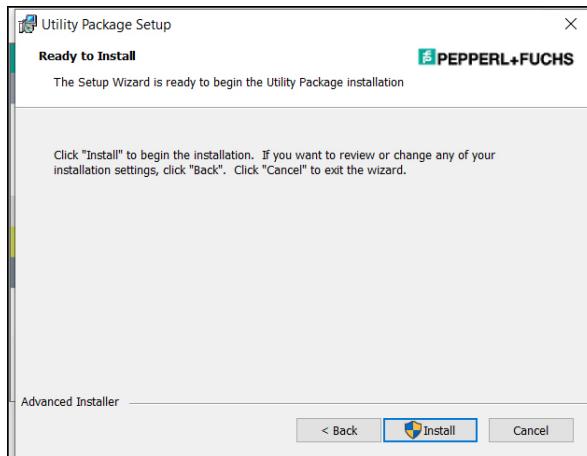 Utility Package Setup
Ready to Install
PEPPERL+FUCHS
The Setup Wizard is ready to begin the Utility Package installation
Click "Install" to begin the installation.  If you want to review or change any of your
installation settings, click "Back".  Click "Cancel" to exit the wizard.
Advanced Installer
< Back
Install
Cancel